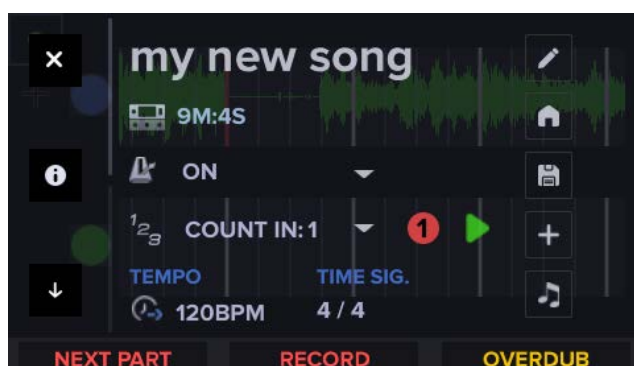 my new song
9M:4S
ON
123 COUNT IN: 1 1
TEMPO TIME SIG.
120BPM 4 / 4
NEXT PART RECORD OVERDUB